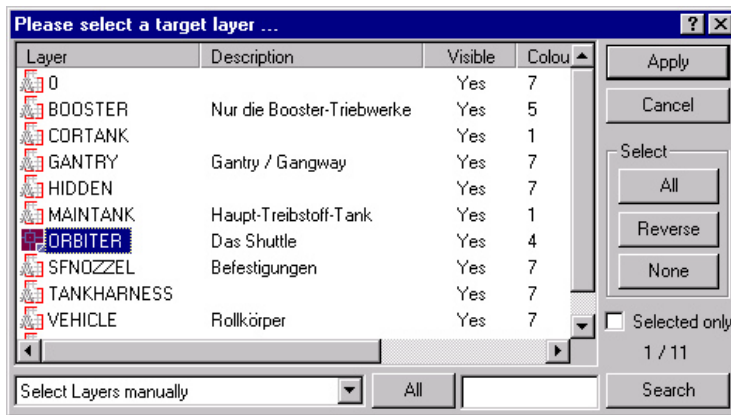 Please select a target layer ...
Layer Description Visible Colou
0 Yes 7
BOOSTER Nur die Booster-Triebwerke Yes 5
CORTANK Yes 1
GANTRY Gantry / Gangway Yes 7
HIDDEN Yes 7
MAINTANK Haupt-Treibstoff-Tank Yes 1
ORBITER Das Shuttle Yes 4
SFNOZZEL Befestigungen Yes 7
TANKHARNESS Yes 7
VEHICLE Rollkörper Yes 7
Select Layers manually
All
Apply
Cancel
Select
All
Reverse
None
Selected only
1 / 11
Search